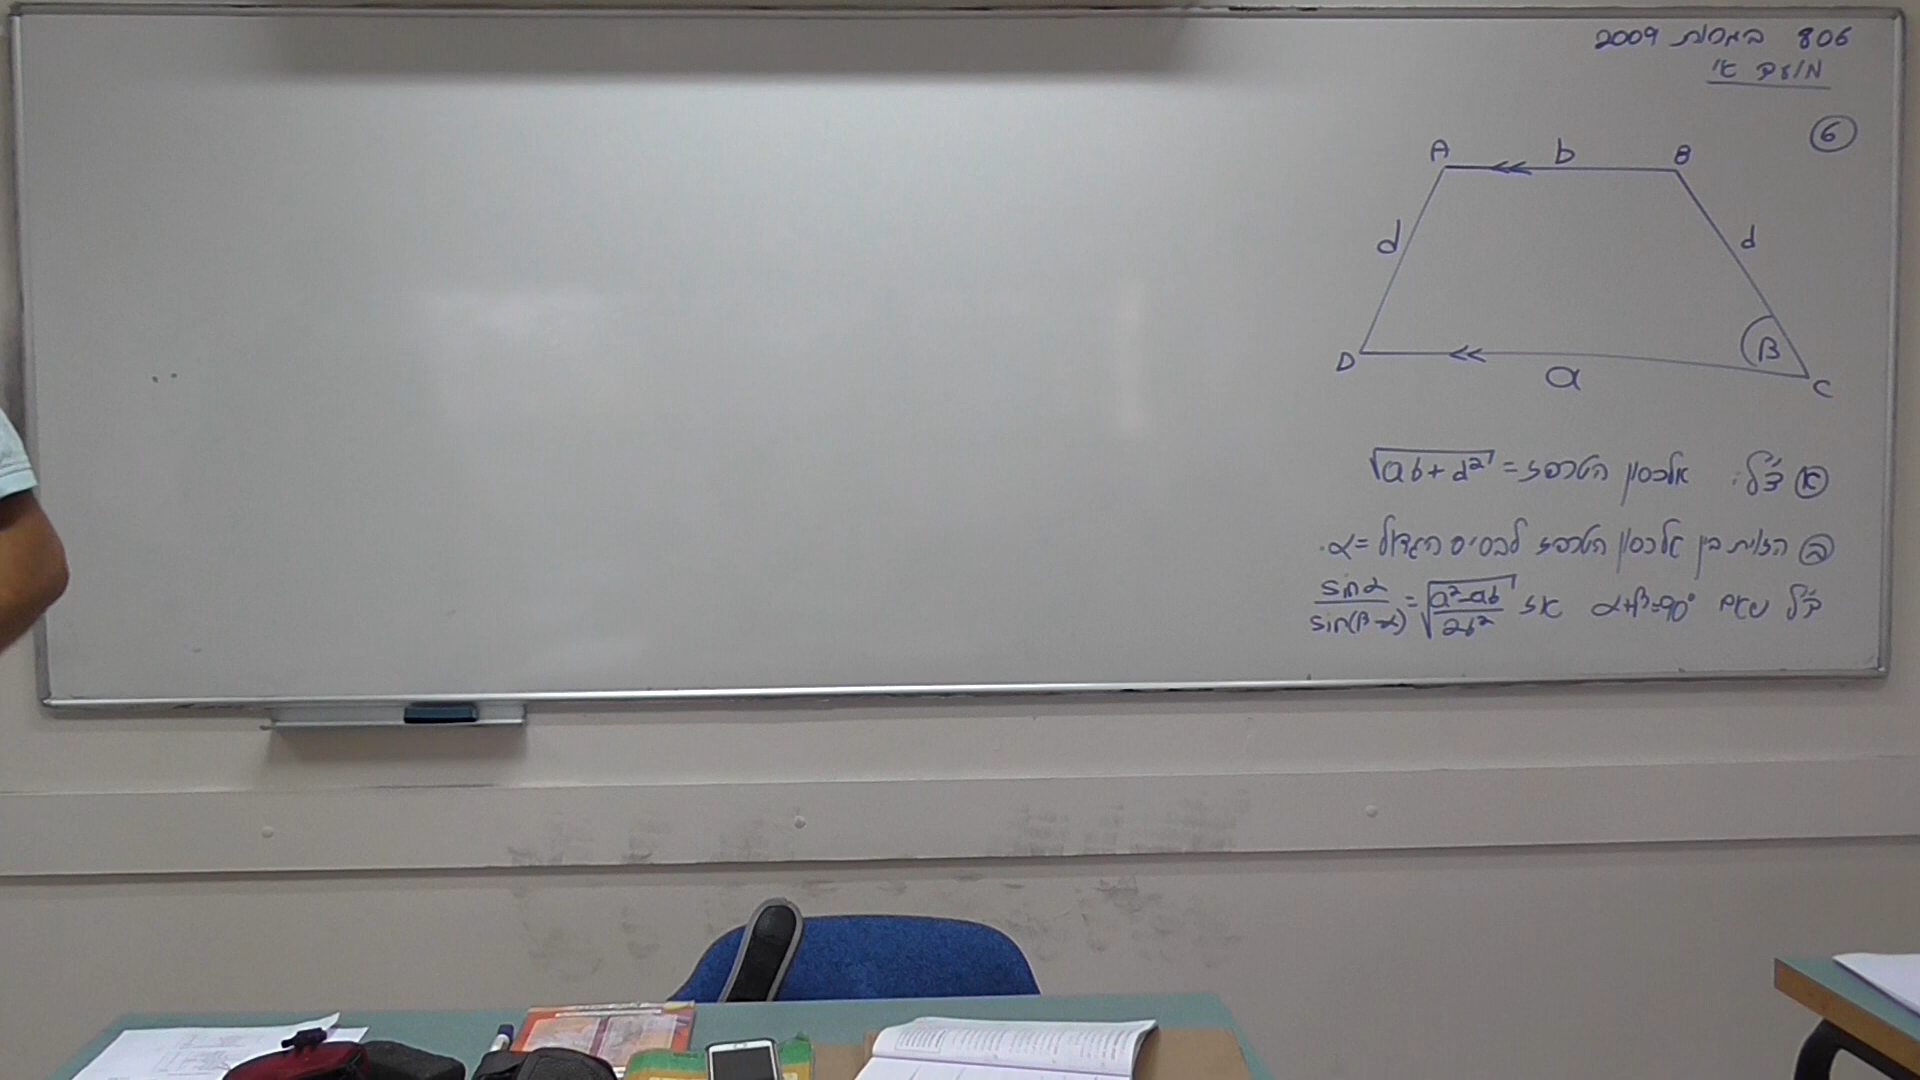 806 בגרות 2009
מועד א'
6
A b B
d d
β
D a C
א צ"ל: אלכסון הטרפז = √ab+d²
ב הזווית בין אלכסון הטרפז לבסיס הגדול = α.
צ"ל שאם α+β=90° אז sinα/sin(β-α) = √(a²-ab)/2b²